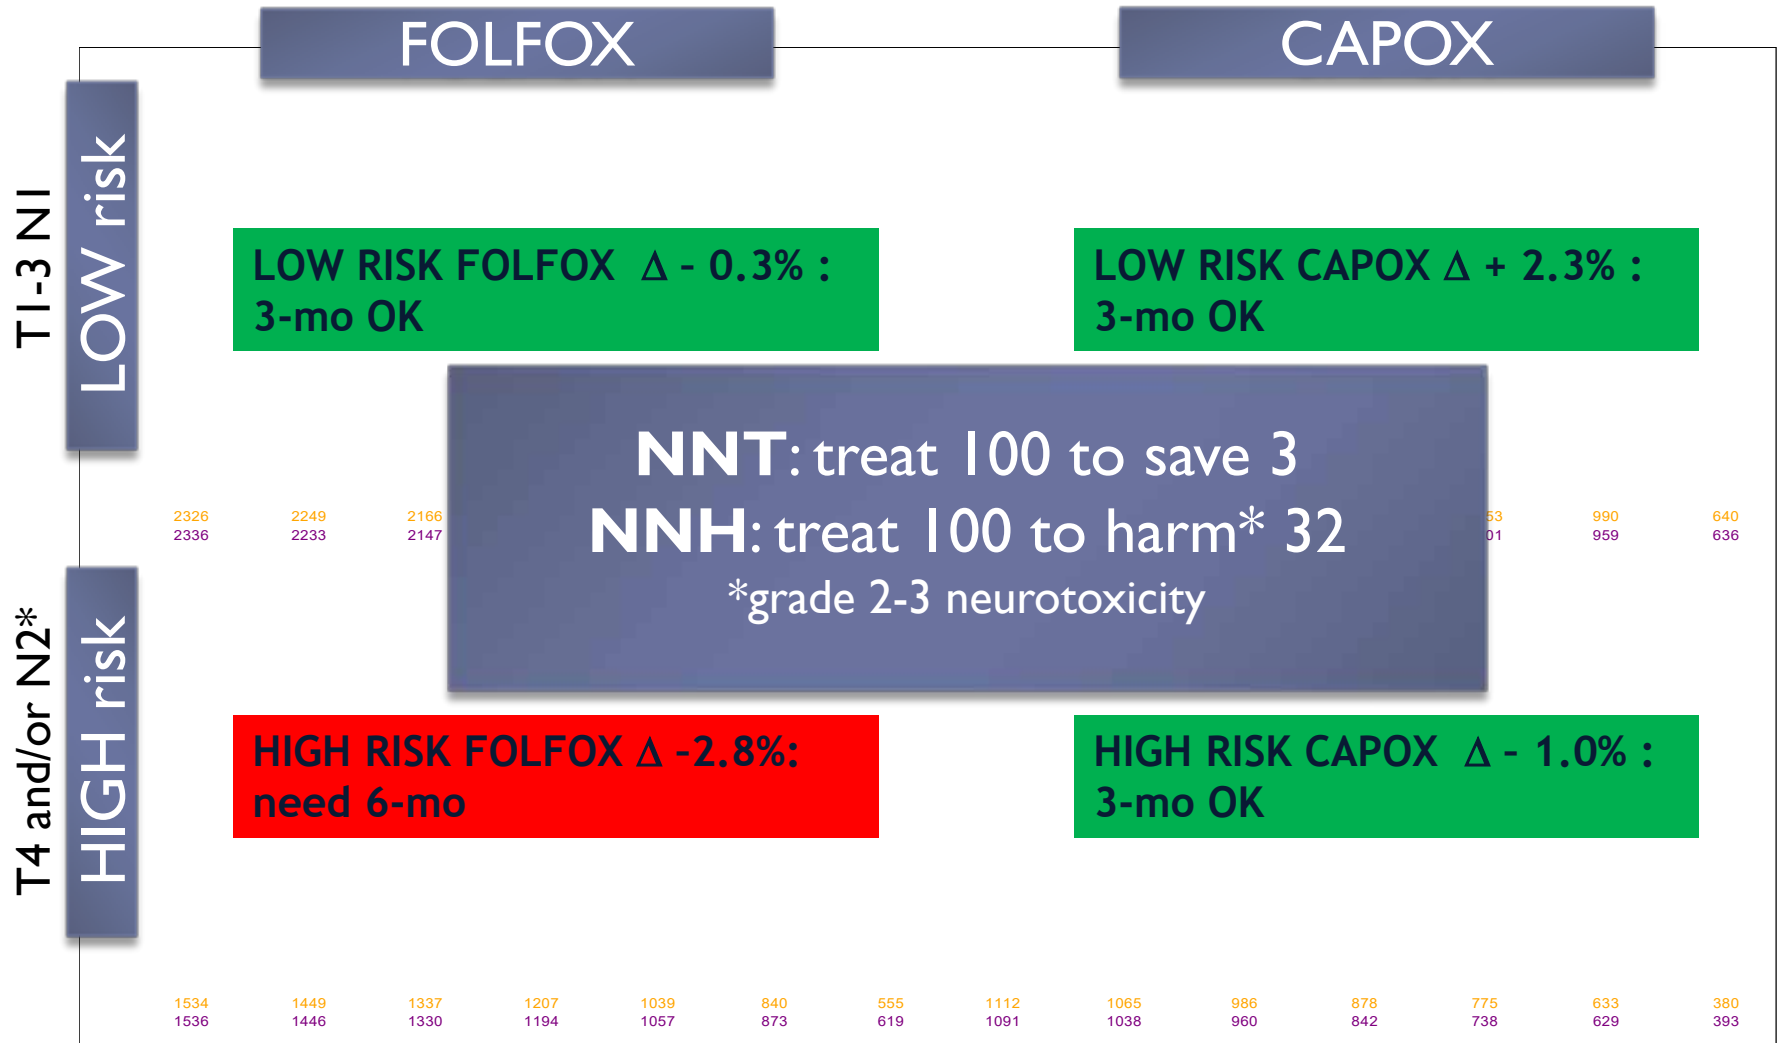 FOLFOX
CAPOX
T1-3 N1
LOW risk
LOW RISK FOLFOX Δ - 0.3% :
3-mo OK
LOW RISK CAPOX Δ + 2.3% :
3-mo OK
NNT: treat 100 to save 3
NNH: treat 100 to harm* 32
*grade 2-3 neurotoxicity
2326 2249 2166 53 990 640
2336 2233 2147 01 959 636
T4 and/or N2*
HIGH risk
HIGH RISK FOLFOX Δ -2.8%:
need 6-mo
HIGH RISK CAPOX Δ - 1.0% :
3-mo OK
1534 1449 1337 1207 1039 840 555 1112 1065 986 878 775 633 380
1536 1446 1330 1194 1057 873 619 1091 1038 960 842 738 629 393